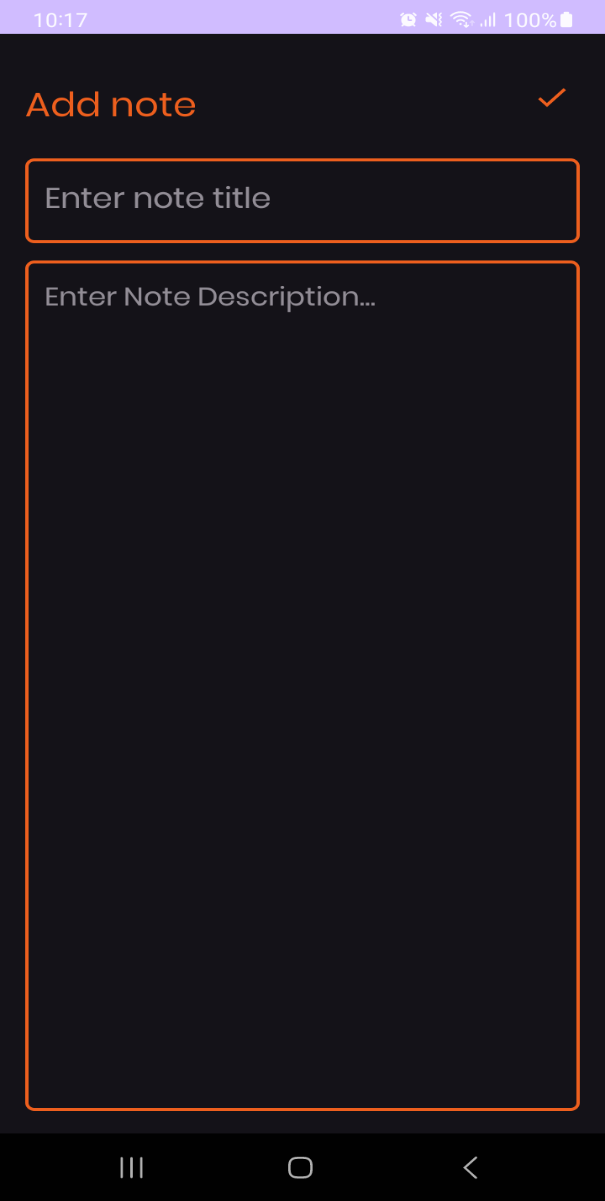 10:17
100%
Add note
Enter note title
Enter Note Description...